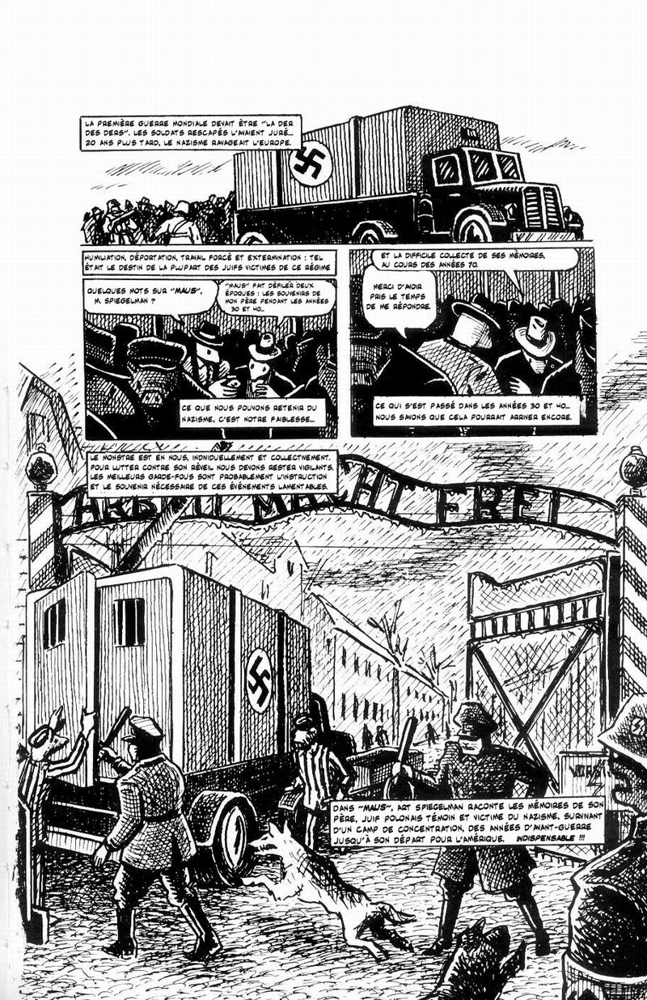 LA PREMIÈRE GUERRE MONDIALE DEVAIT ÊTRE "LA DER
DES DERS". LES SOLDATS RESCAPÉS L'AVAIENT JURÉ...
20 ANS PLUS TARD, LE NAZISME RAVAGEAIT L'EUROPE.
HUMILIATION, DÉPORTATION, TRAVAIL FORCÉ ET EXTERMINATION : TEL
ÉTAIT LE DESTIN DE LA PLUPART DES JUIFS VICTIMES DE CE RÉGIME
QUELQUES MOTS SUR "MAUS",
M. SPIEGELMAN ?
"MAUS" FAIT DÉFILER DEUX
ÉPOQUES : LES SOUVENIRS DE
MON PÈRE PENDANT LES ANNÉES
30 ET 40...
CE QUE NOUS POUVONS RETENIR DU
NAZISME, C'EST NOTRE FAIBLESSE...
ET LA DIFFICILE COLLECTE DE SES MÉMOIRES,
AU COURS DES ANNÉES 70.
MERCI D'AVOIR
PRIS LE TEMPS
DE ME RÉPONDRE.
CE QUI S'EST PASSÉ DANS LES ANNÉES 30 ET 40...
NOUS SAVONS QUE CELA POURRAIT ARRIVER ENCORE.
LE MONSTRE EST EN NOUS, INDIVIDUELLEMENT ET COLLECTIVEMENT.
POUR LUTTER CONTRE SON RÉVEIL NOUS DEVONS RESTER VIGILANTS.
LES MEILLEURS GARDE-FOUS SONT PROBABLEMENT L'INSTRUCTION
ET LE SOUVENIR NÉCESSAIRE DE CES ÉVÉNEMENTS LAMENTABLES.
ARBEIT MACHT FREI
DANS "MAUS", ART SPIEGELMAN RACONTE LES MÉMOIRES DE SON
PÈRE, JUIF POLONAIS TÉMOIN ET VICTIME DU NAZISME, SURVIVANT
D'UN CAMP DE CONCENTRATION, DES ANNÉES D'AVANT-GUERRE
JUSQU'À SON DÉPART POUR L'AMÉRIQUE. INDISPENSABLE !!!